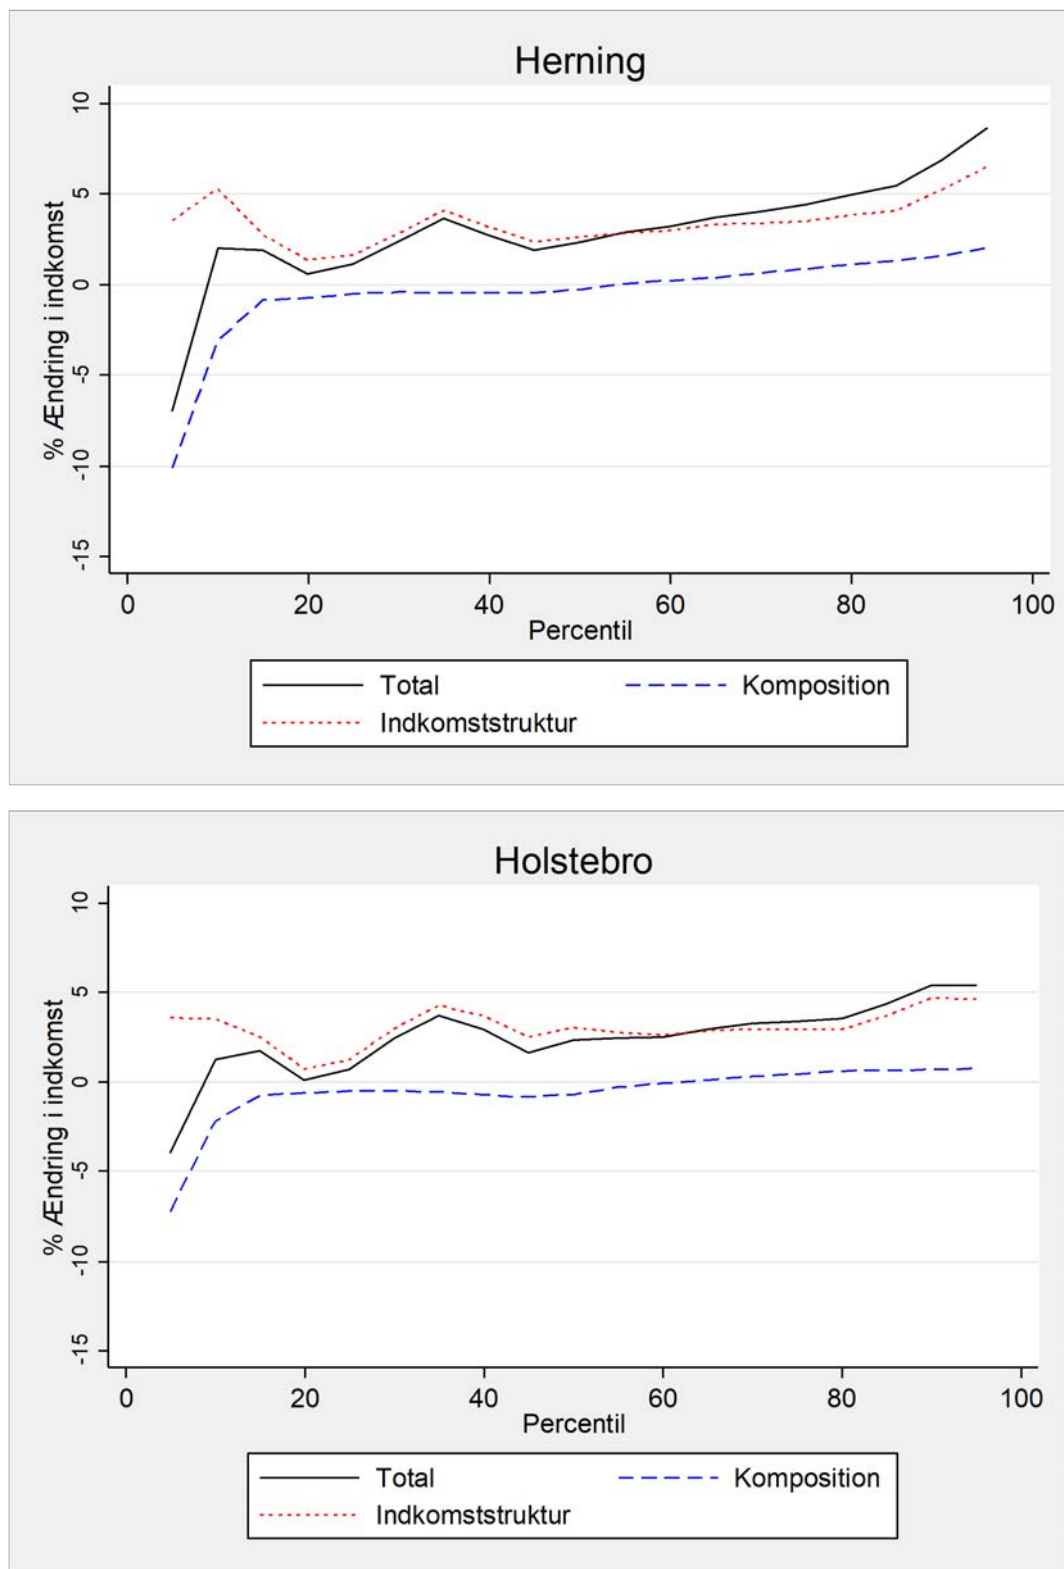 Herning
% Ændring i indkomst
10
5
0
-5
-10
-15
0 20 40 60 80 100
Percentil
Total Komposition
Indkomststruktur
Holstebro
% Ændring i indkomst
10
5
0
-5
-10
-15
0 20 40 60 80 100
Percentil
Total Komposition
Indkomststruktur